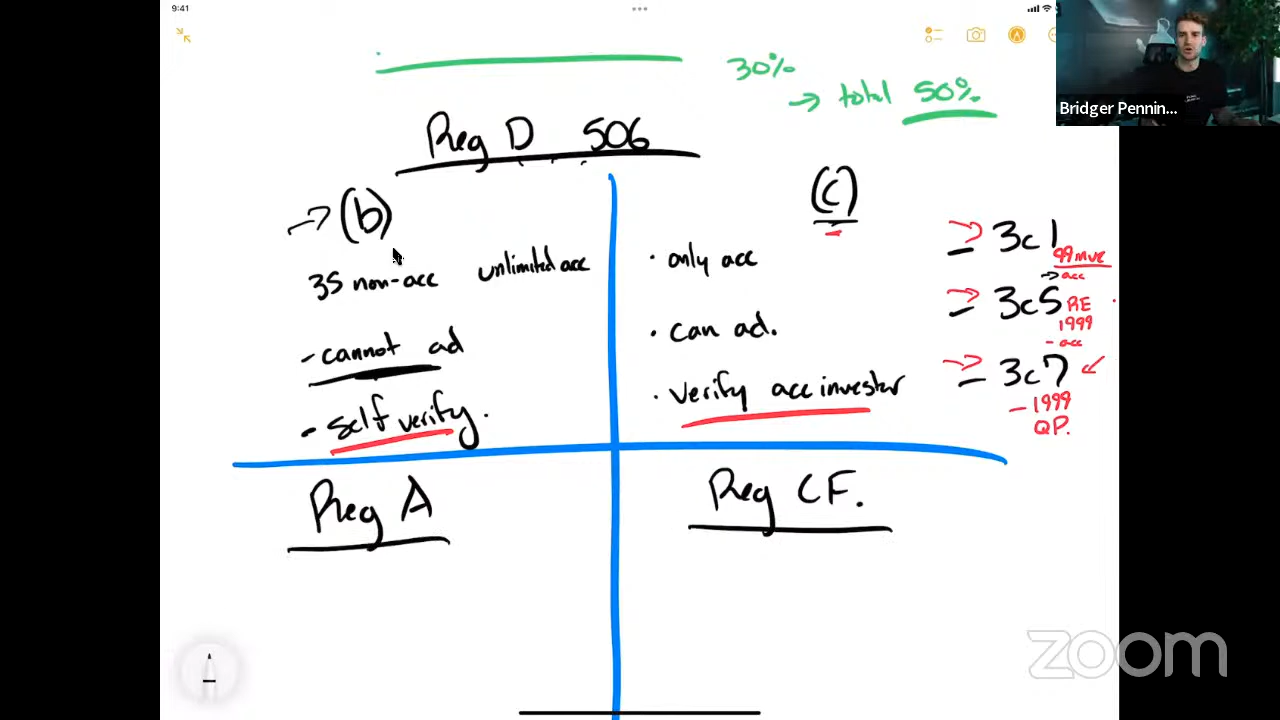 9:41
30%
→ total 50%
Bridger Pennin...
Reg D 506
→ (b)
(c)
35 non-acc unlimited acc
- cannot ad
- self verify.
· only acc
· can ad.
· verify acc investor
→ 3c1
99 mve
→ acc
→ 3c5 RE
1999
- acc
→ 3c7
- 1999
QP.
Reg A
Reg CF.
zoom